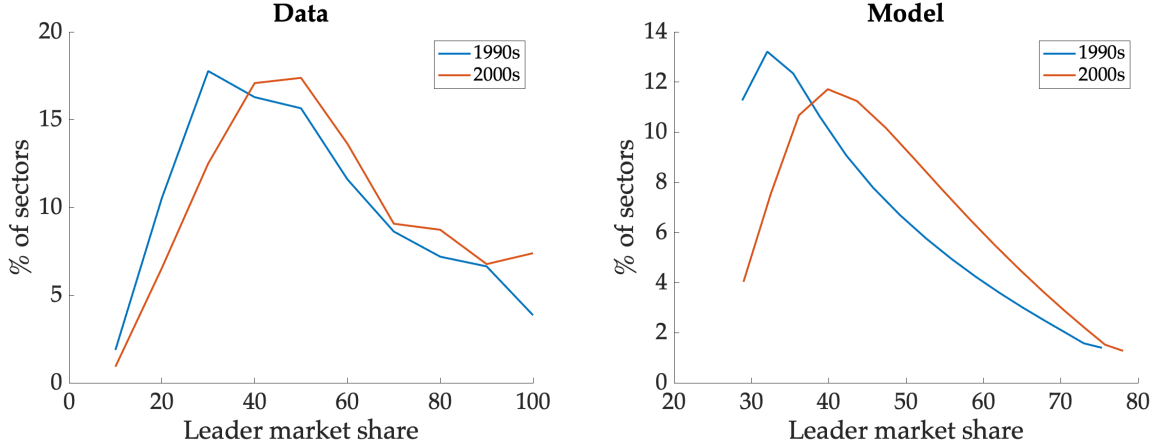 Data
% of sectors
20
15
10
5
0
0 20 40 60 80 100
Leader market share
1990s
2000s
Model
% of sectors
14
12
10
8
6
4
2
0
20 30 40 50 60 70 80
Leader market share
1990s
2000s